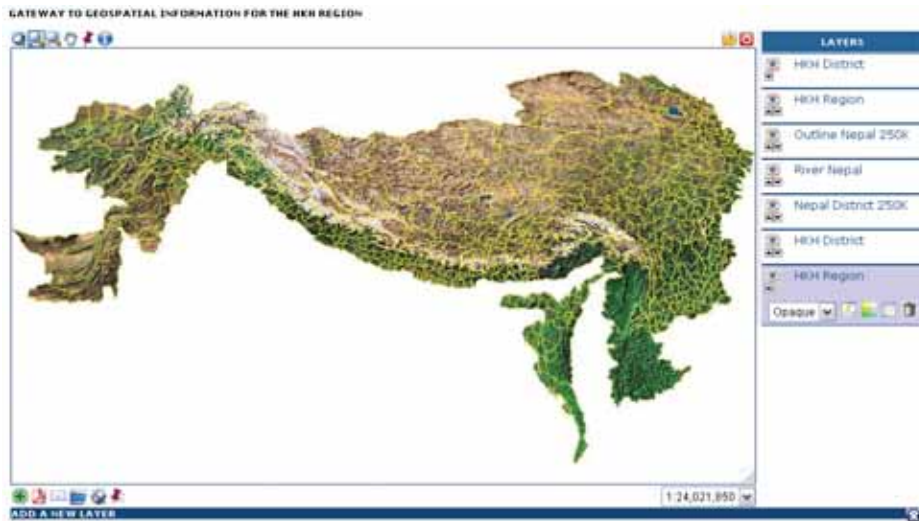 GATEWAY TO GEOSPATIAL INFORMATION FOR THE HKH REGION
LAYERS
HKH District
HKH Region
Outline Nepal 250K
River Nepal
Nepal District 250K
HKH District
HKH Region
Opaque
1:24,021,850
ADD A NEW LAYER